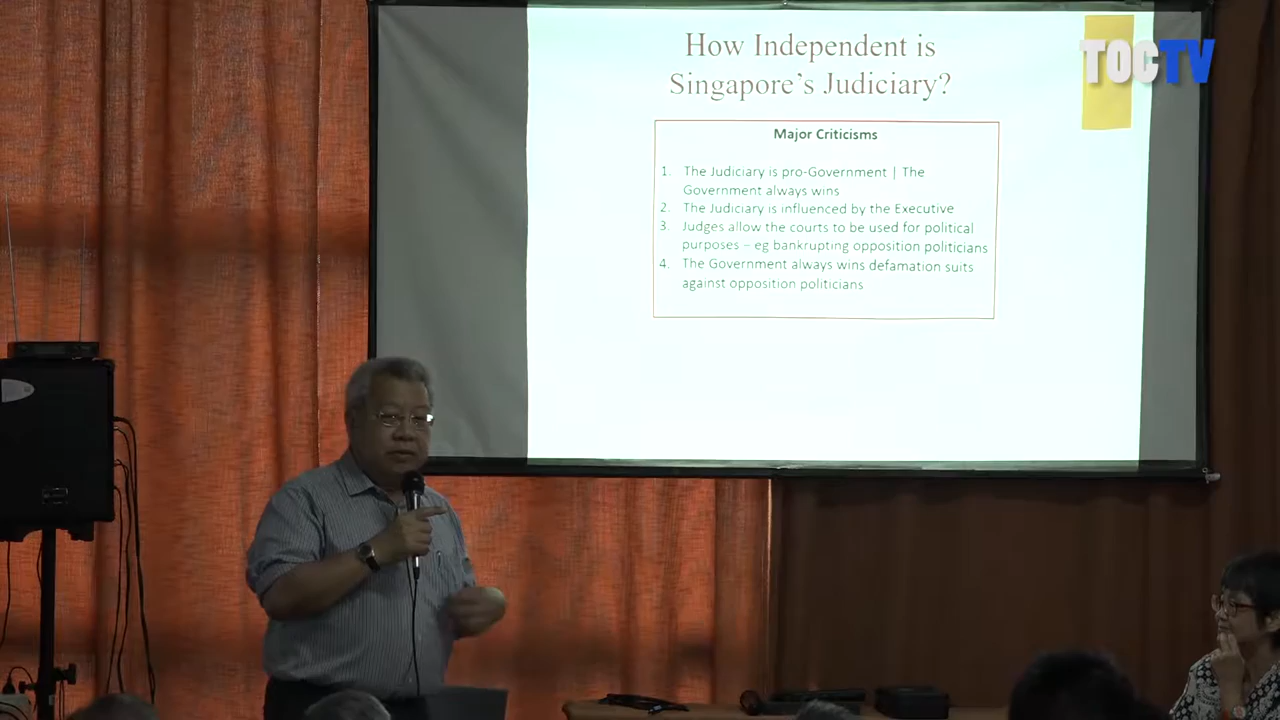 How Independent is
Singapore's Judiciary?
TOCTV
Major Criticisms
1. The Judiciary is pro-Government | The
Government always wins
2. The Judiciary is influenced by the Executive
3. Judges allow the courts to be used for political
purposes – eg bankrupting opposition politicians
4. The Government always wins defamation suits
against opposition politicians